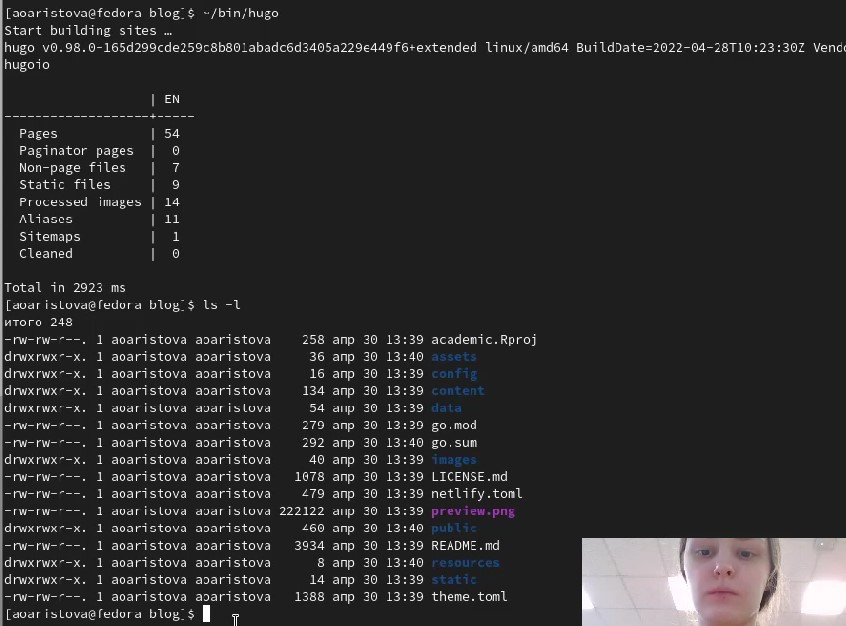 [aoaristova@fedora blog]$ ~/bin/hugo
Start building sites …
hugo v0.98.0-165d299cde259c8b801abadc6d3405a229e449f6+extended linux/amd64 BuildDate=2022-04-28T10:23:30Z Vend
hugoio
| EN
-------------------+-----
Pages | 54
Paginator pages | 0
Non-page files | 7
Static files | 9
Processed images | 14
Aliases | 11
Sitemaps | 1
Cleaned | 0
Total in 2923 ms
[aoaristova@fedora blog]$ ls -l
итого 248
-rw-rw-r--. 1 aoaristova aoaristova 258 апр 30 13:39 academic.Rproj
drwxrwxr-x. 1 aoaristova aoaristova 36 апр 30 13:40 assets
drwxrwxr-x. 1 aoaristova aoaristova 16 апр 30 13:39 config
drwxrwxr-x. 1 aoaristova aoaristova 134 апр 30 13:39 content
drwxrwxr-x. 1 aoaristova aoaristova 54 апр 30 13:39 data
-rw-rw-r--. 1 aoaristova aoaristova 279 апр 30 13:39 go.mod
-rw-rw-r--. 1 aoaristova aoaristova 292 апр 30 13:40 go.sum
drwxrwxr-x. 1 aoaristova aoaristova 40 апр 30 13:39 images
-rw-rw-r--. 1 aoaristova aoaristova 1078 апр 30 13:39 LICENSE.md
-rw-rw-r--. 1 aoaristova aoaristova 479 апр 30 13:39 netlify.toml
-rw-rw-r--. 1 aoaristova aoaristova 222122 апр 30 13:39 preview.png
drwxrwxr-x. 1 aoaristova aoaristova 460 апр 30 13:40 public
-rw-rw-r--. 1 aoaristova aoaristova 3934 апр 30 13:39 README.md
drwxrwxr-x. 1 aoaristova aoaristova 8 апр 30 13:40 resources
drwxrwxr-x. 1 aoaristova aoaristova 14 апр 30 13:39 static
-rw-rw-r--. 1 aoaristova aoaristova 1388 апр 30 13:39 theme.toml
[aoaristova@fedora blog]$